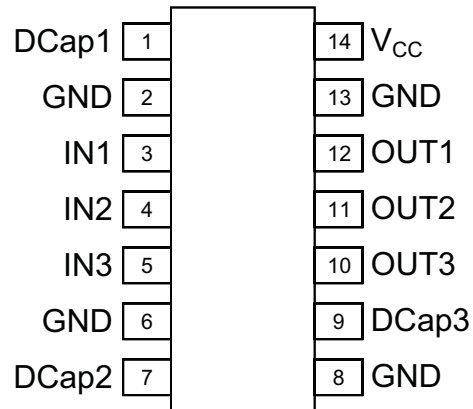 DCap1 1 14 VCC
GND 2 13 GND
IN1 3 12 OUT1
IN2 4 11 OUT2
IN3 5 10 OUT3
GND 6 9 DCap3
DCap2 7 8 GND